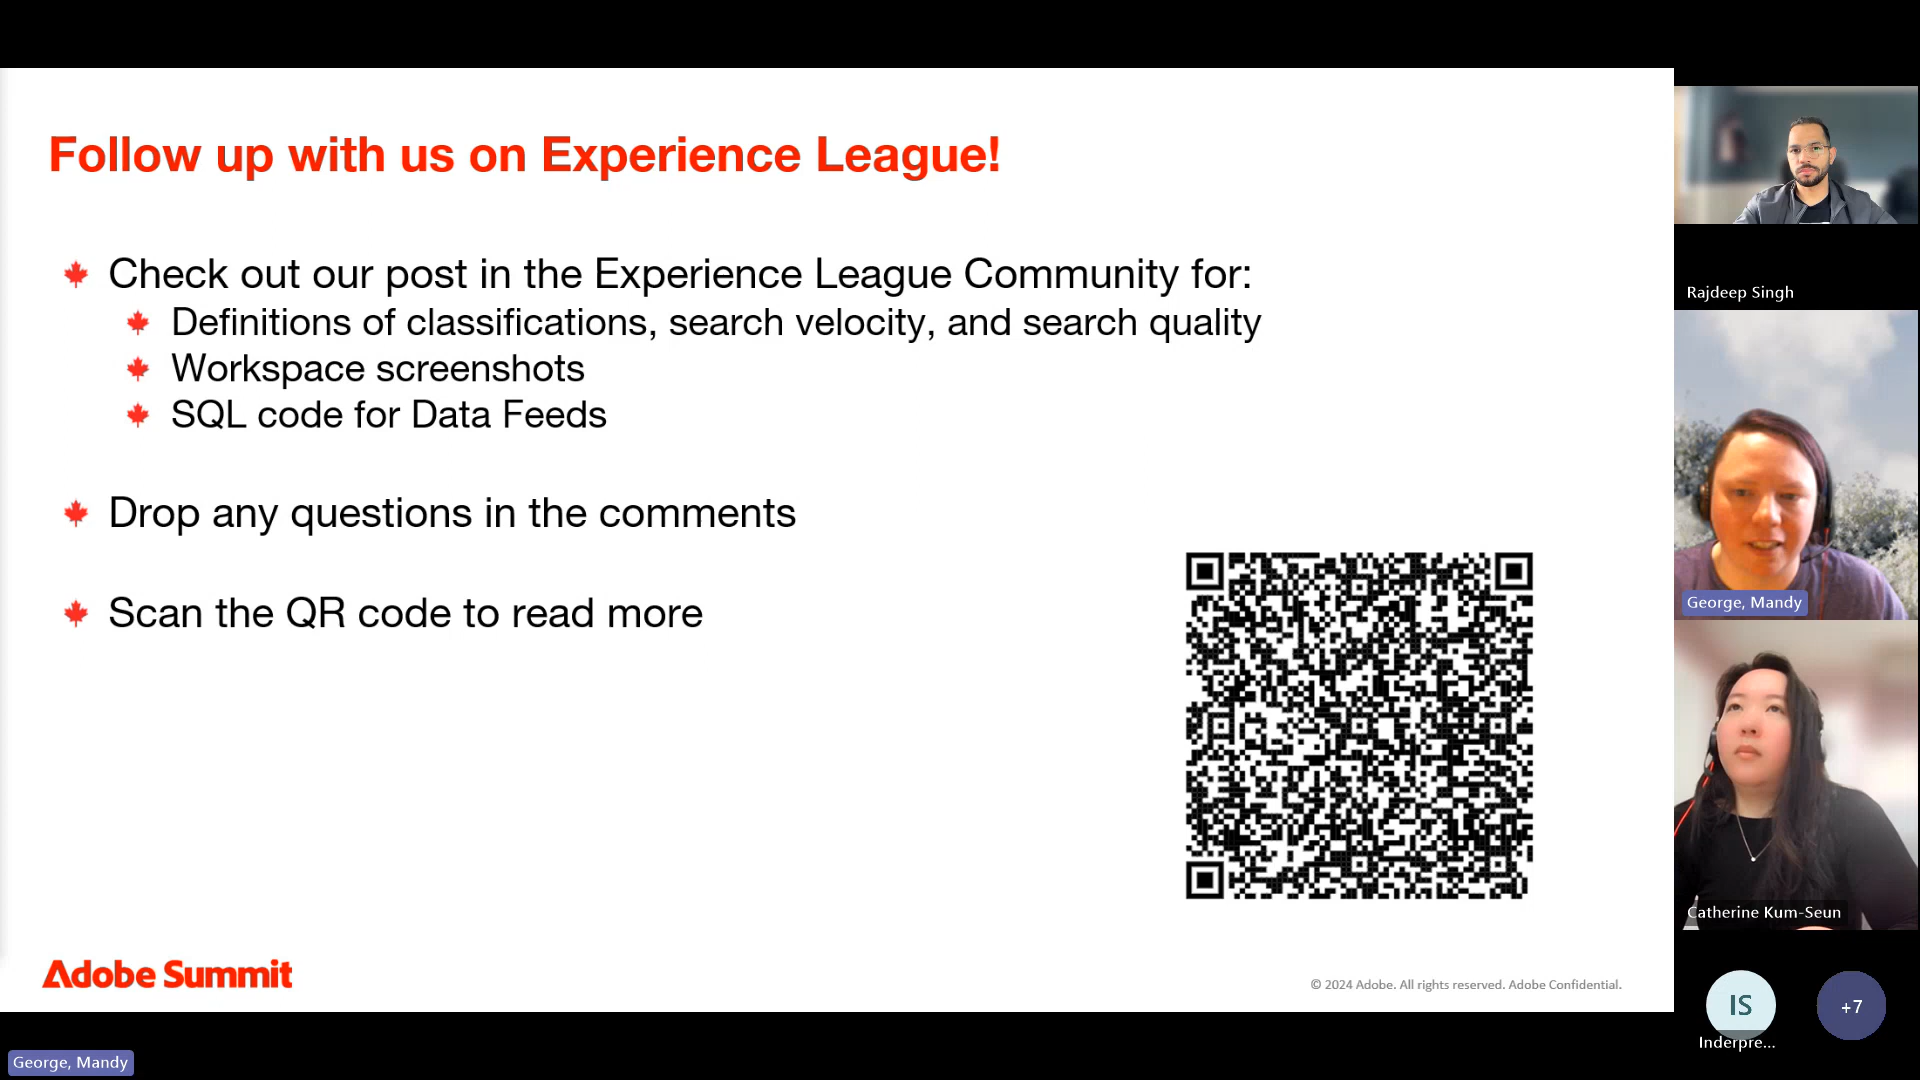 Follow up with us on Experience League!
Check out our post in the Experience League Community for:
Definitions of classifications, search velocity, and search quality
Workspace screenshots
SQL code for Data Feeds
Drop any questions in the comments
Scan the QR code to read more
Adobe Summit
© 2024 Adobe. All rights reserved. Adobe Confidential.
George, Mandy
Rajdeep Singh
George, Mandy
Catherine Kum-Seun
IS
Inderpre...
+7